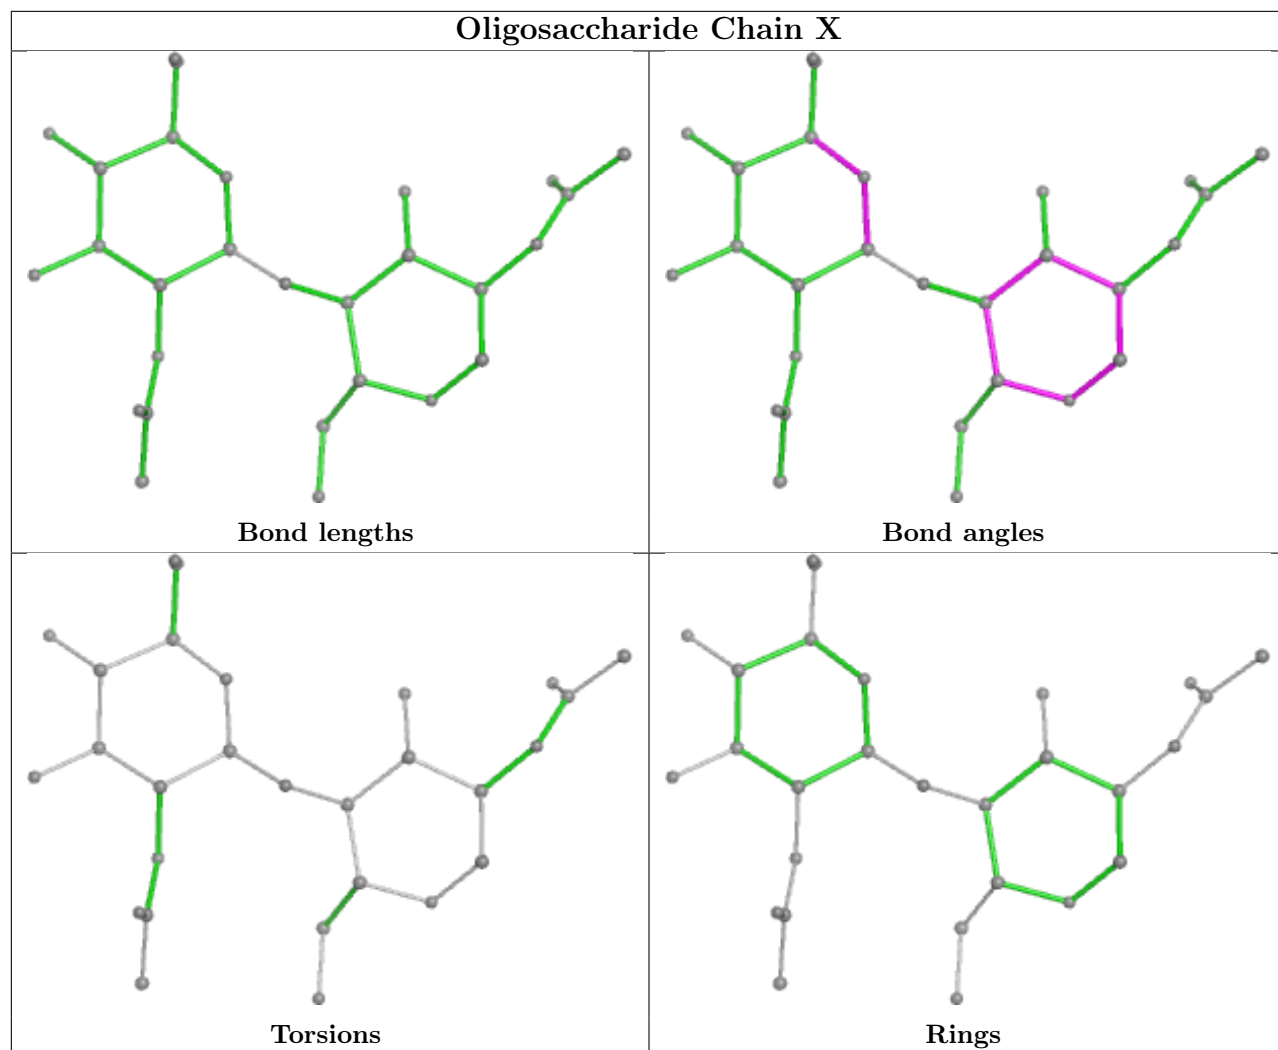 Oligosaccharide Chain X
Bond lengths
Bond angles
Torsions
Rings